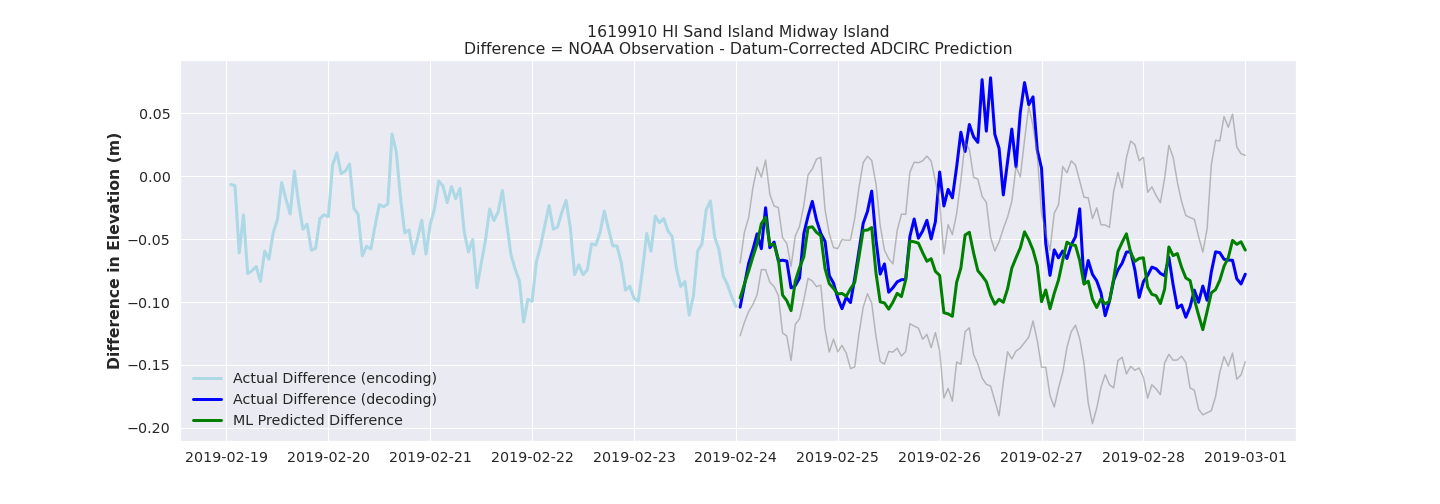 1619910 HI Sand Island Midway Island
Difference = NOAA Observation - Datum-Corrected ADCIRC Prediction
Difference in Elevation (m)
0.05
0.00
−0.05
−0.10
−0.15
−0.20
Actual Difference (encoding)
Actual Difference (decoding)
ML Predicted Difference
2019-02-19 2019-02-20 2019-02-21 2019-02-22 2019-02-23 2019-02-24 2019-02-25 2019-02-26 2019-02-27 2019-02-28 2019-03-01